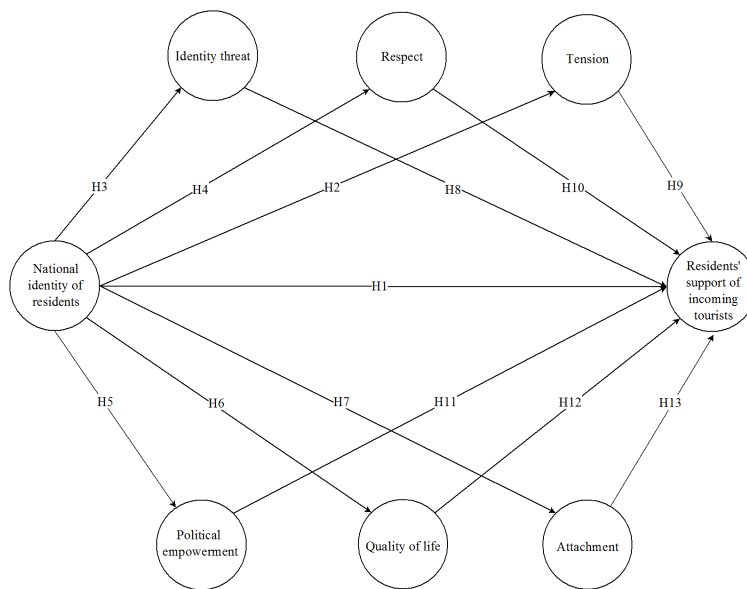 Identity threat
Respect
Tension
H3
H4
H2
H8
H10
H9
National
identity of
residents
H1
Residents'
support of
incoming
tourists
H5
H6
H7
H11
H12
H13
Political
empowerment
Quality of life
Attachment